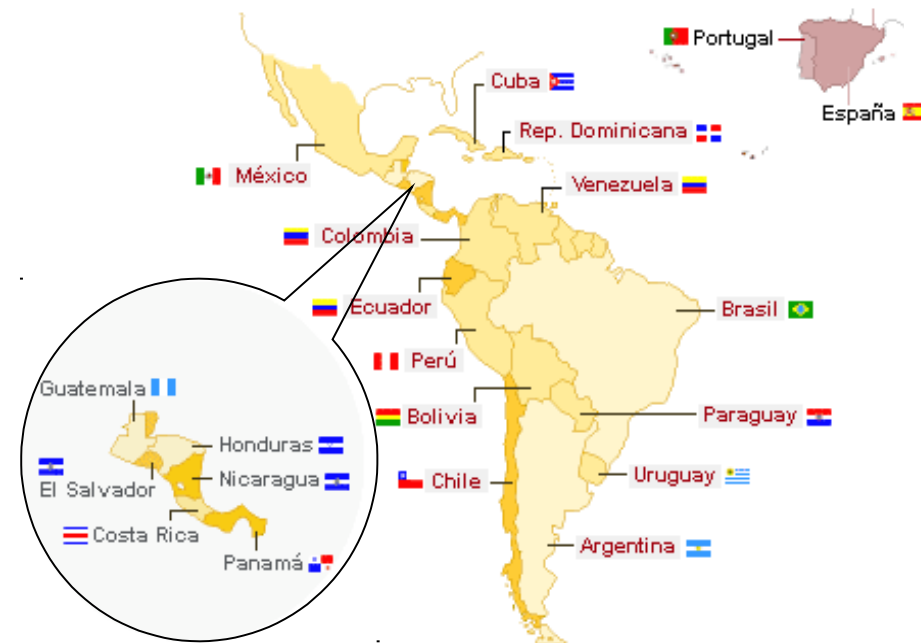 Portugal
España
Cuba
Rep. Dominicana
México
Venezuela
Colombia
Ecuador
Brasil
Perú
Bolivia
Paraguay
Chile
Uruguay
Argentina
Guatemala
Honduras
El Salvador
Nicaragua
Costa Rica
Panamá